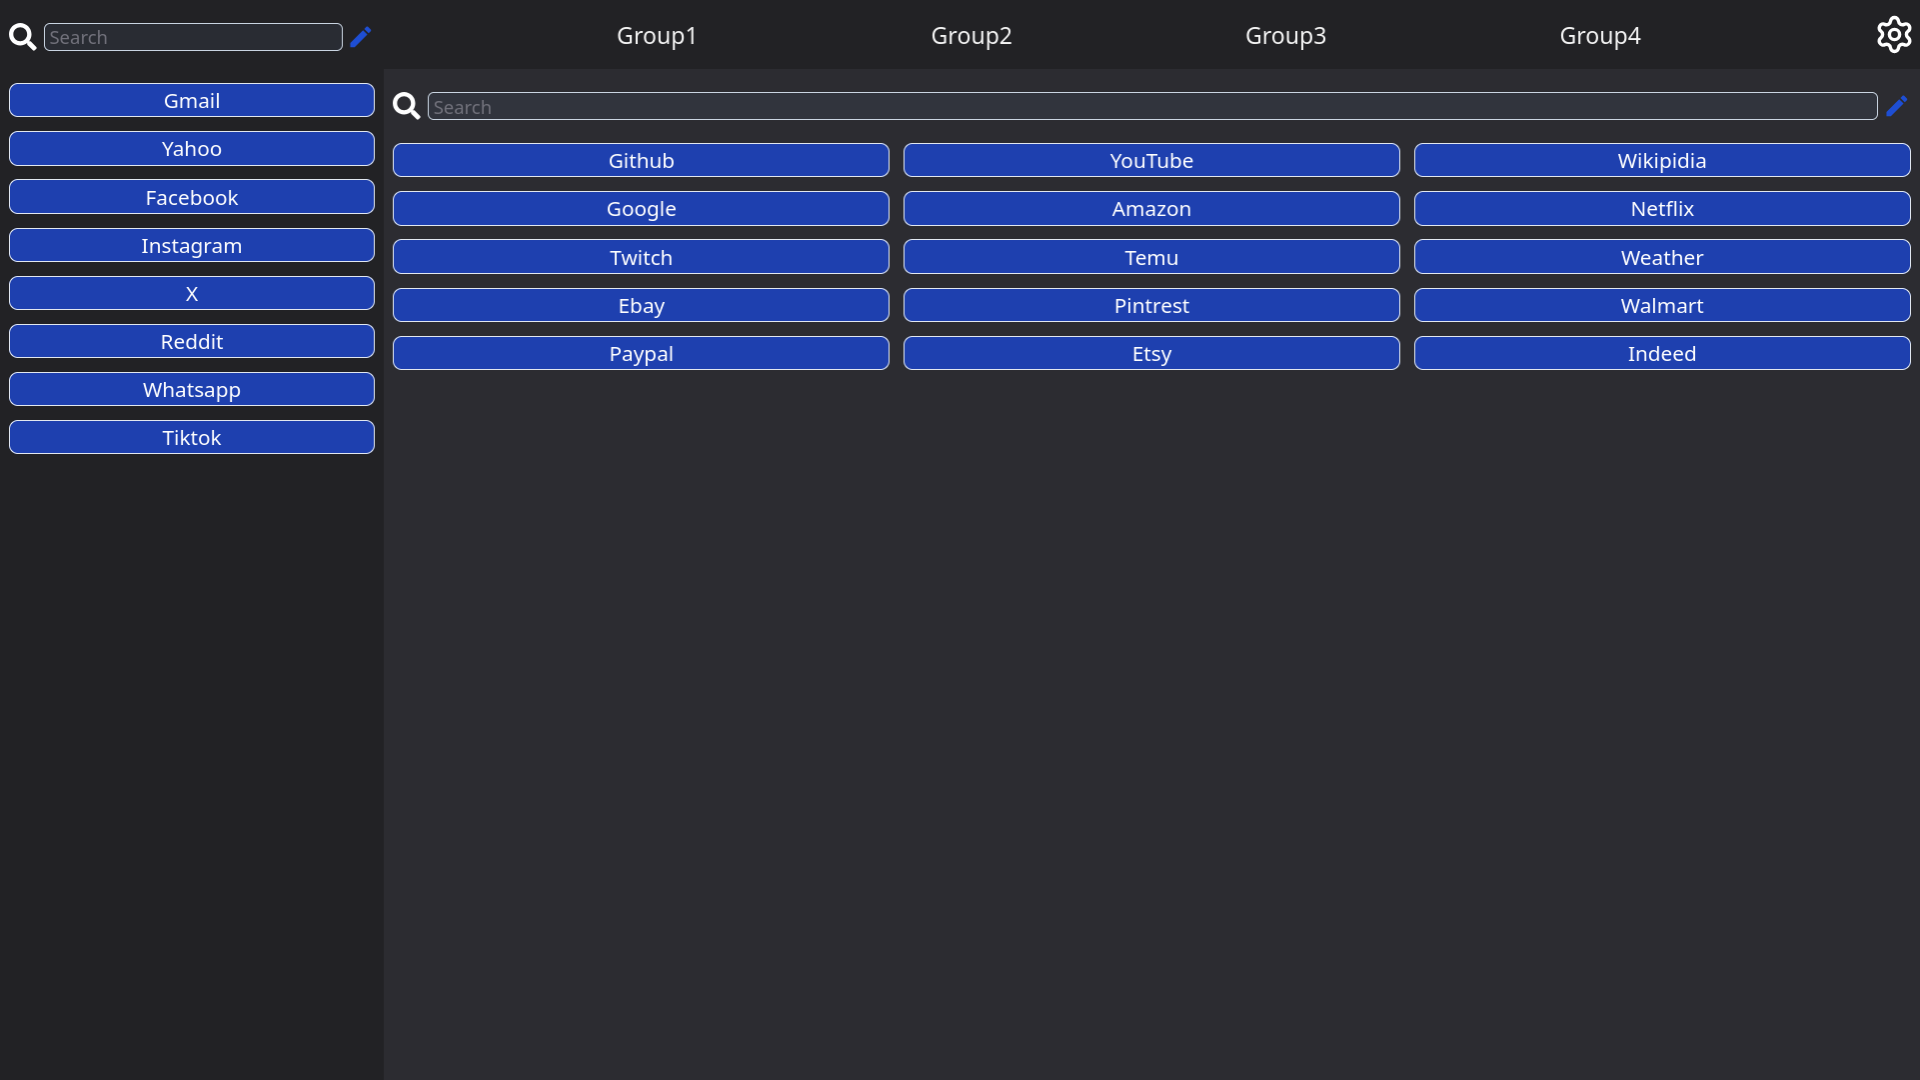 Search
Group1 Group2 Group3 Group4
Gmail
Yahoo
Facebook
Instagram
X
Reddit
Whatsapp
Tiktok
Search
Github YouTube Wikipidia
Google Amazon Netflix
Twitch Temu Weather
Ebay Pintrest Walmart
Paypal Etsy Indeed